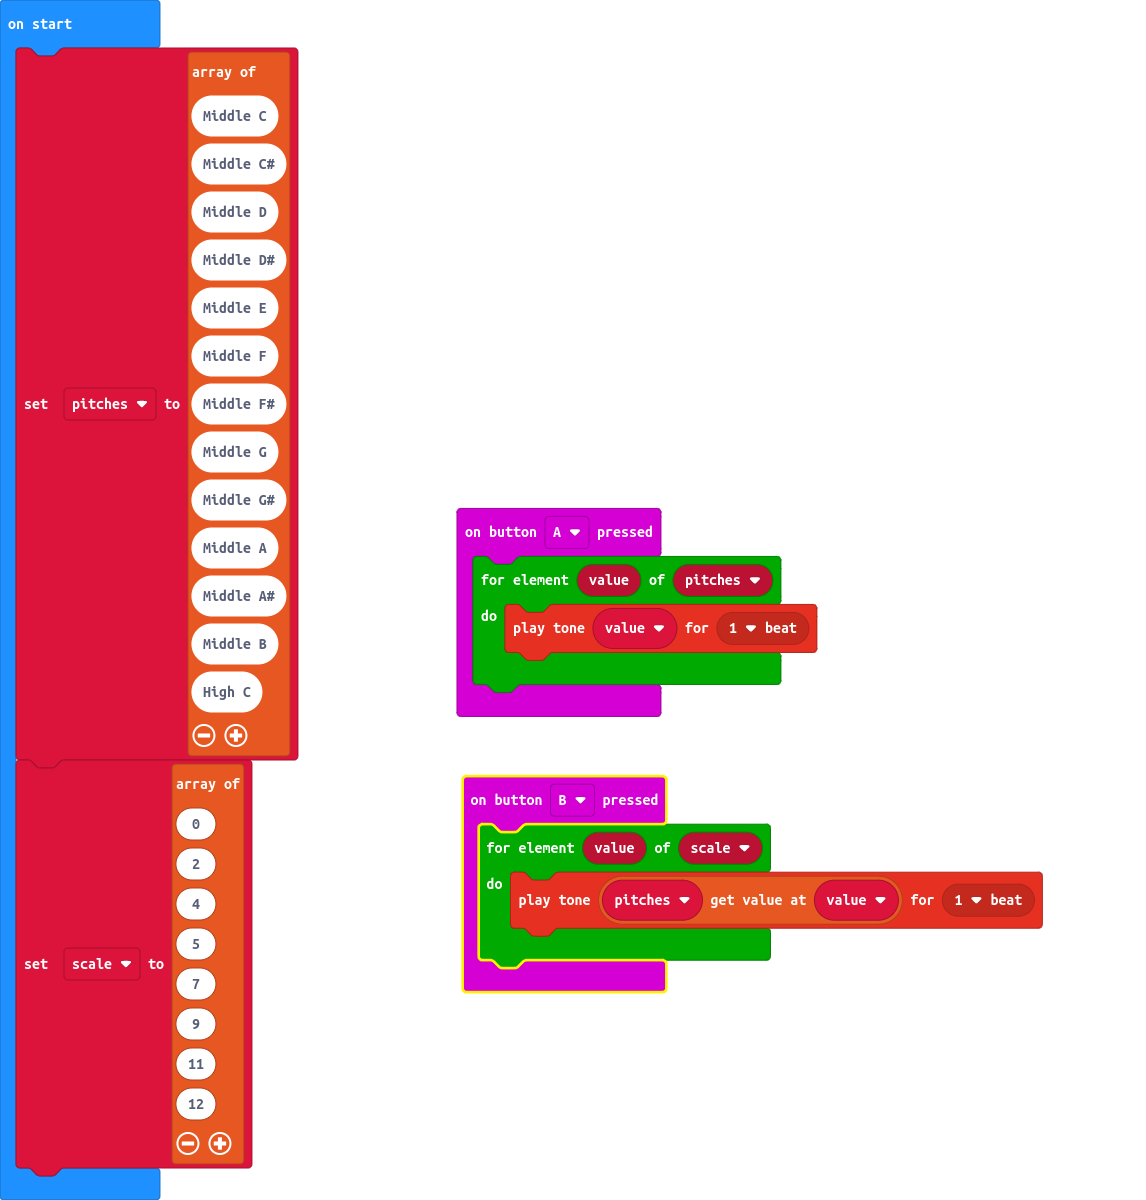 on start
set pitches to
array of
Middle C
Middle C#
Middle D
Middle D#
Middle E
Middle F
Middle F#
Middle G
Middle G#
Middle A
Middle A#
Middle B
High C
set scale to
array of
0
2
4
5
7
9
11
12
on button A pressed
for element value of pitches
do play tone value for 1 beat
on button B pressed
for element value of scale
do play tone pitches get value at value for 1 beat